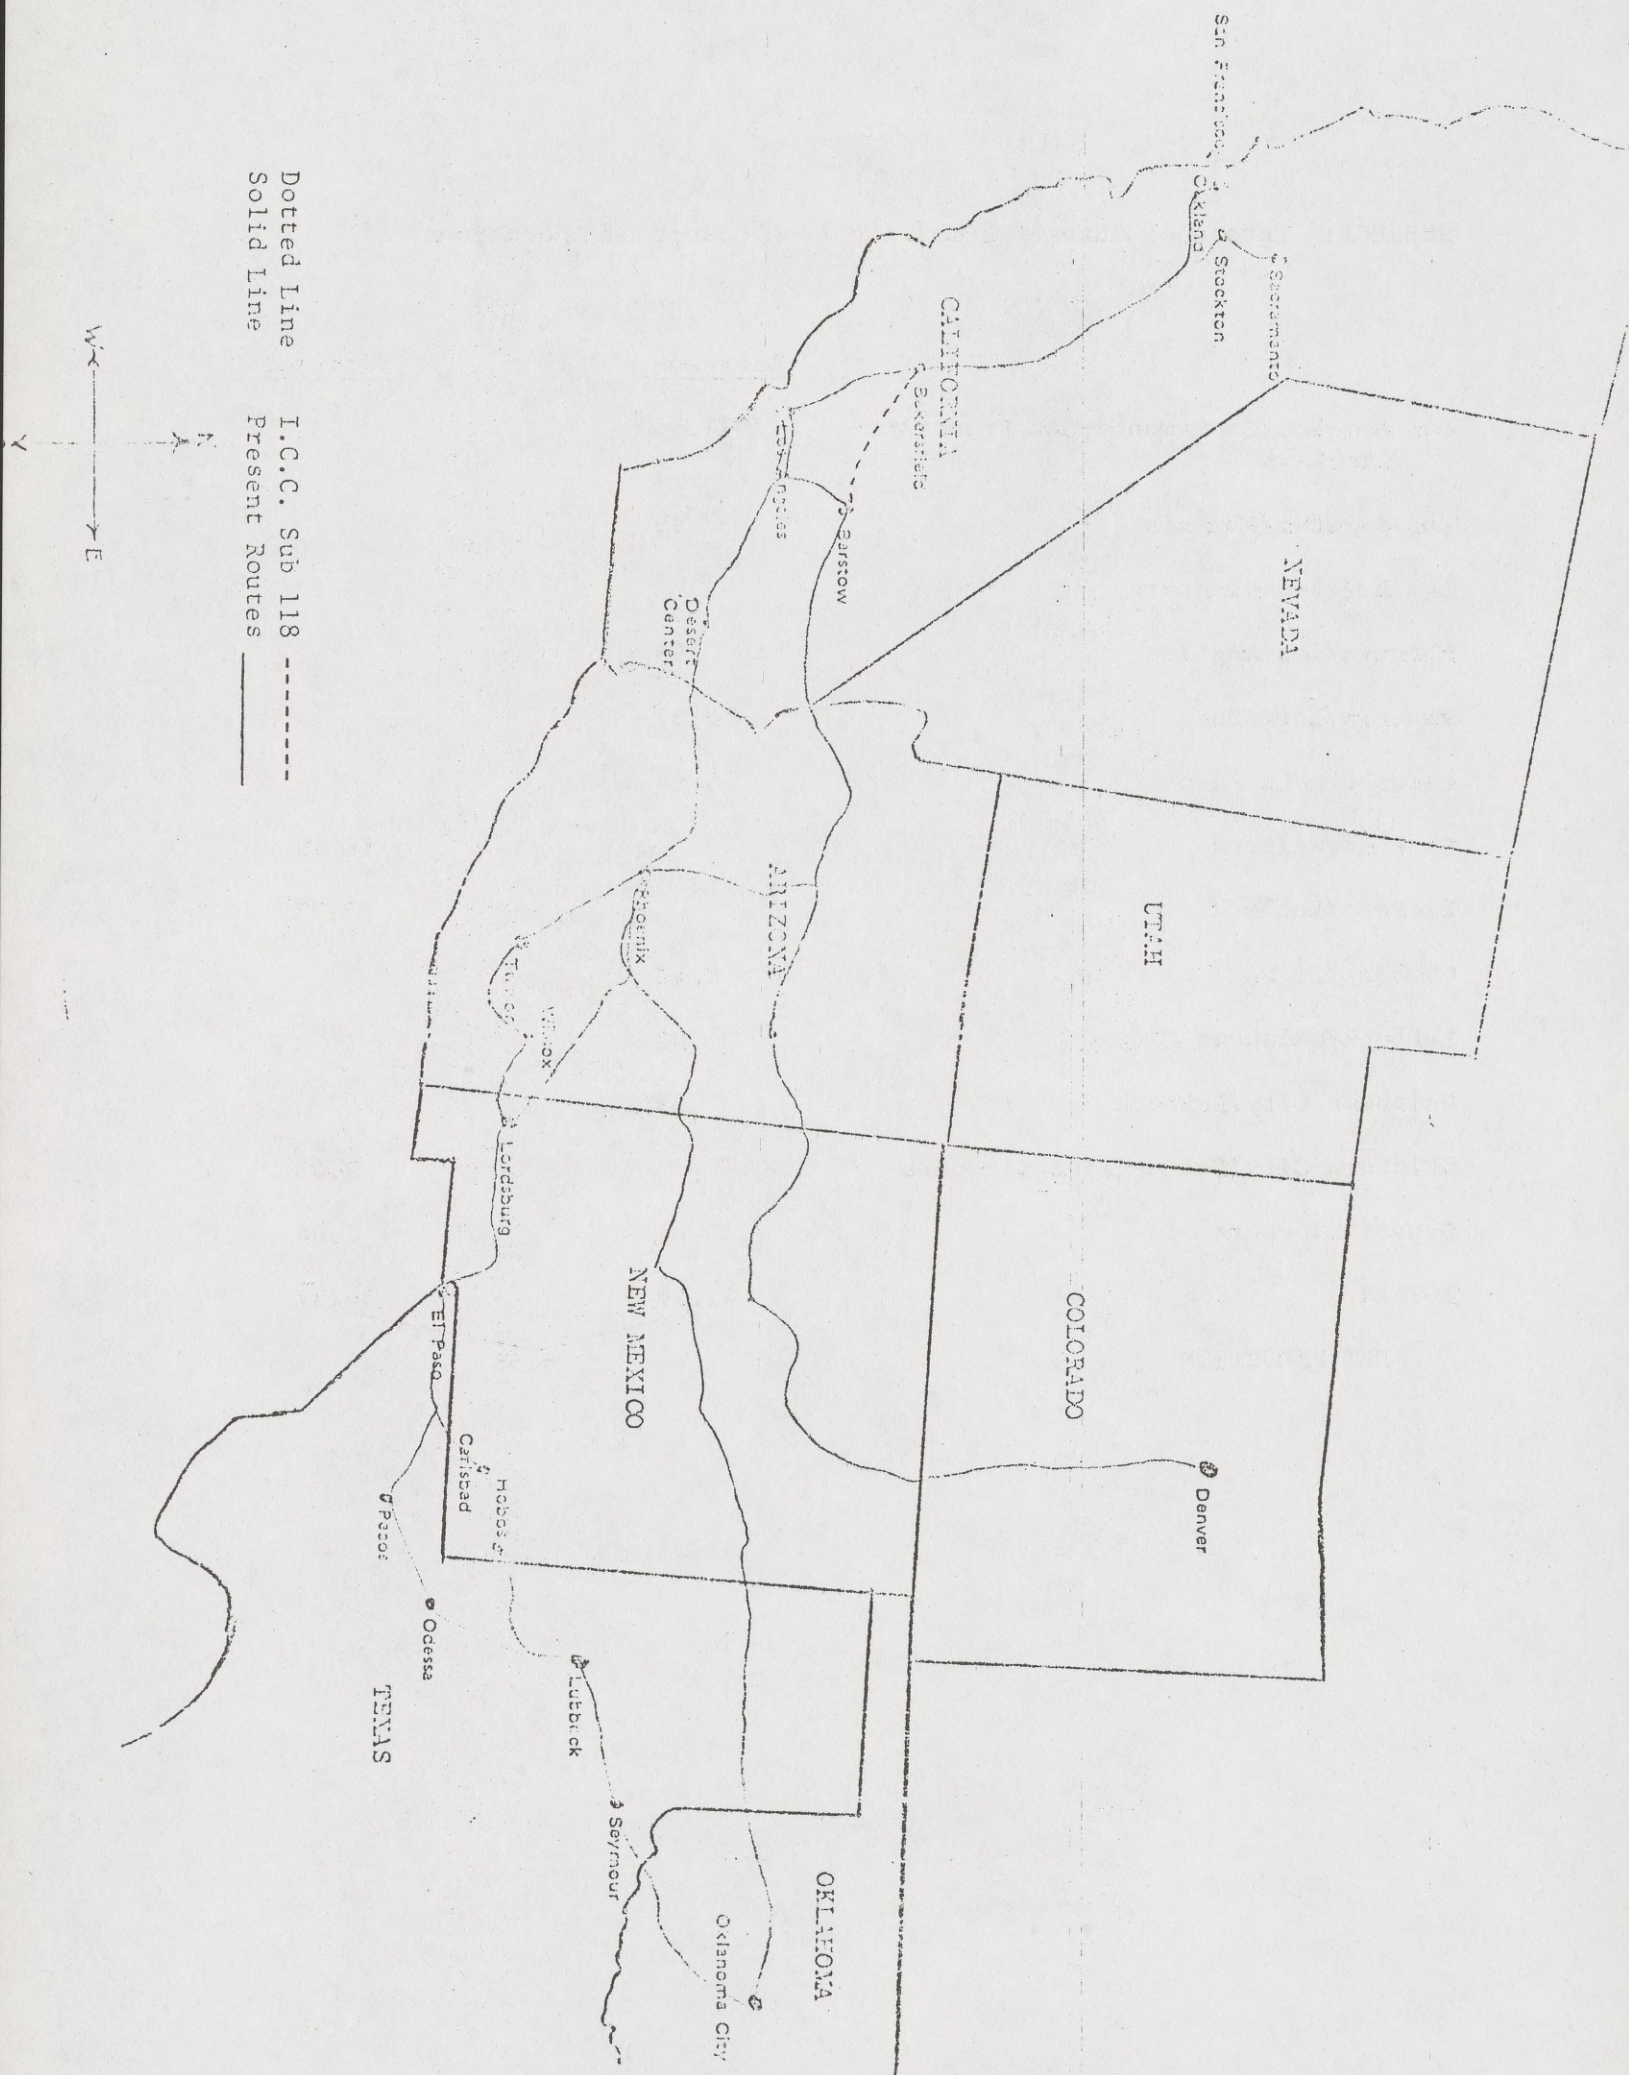 San Francisco
Oakland
Stockton
Sacramento
CALIFORNIA
Bakersfield
Los Angeles
Barstow
Desert
Center
NEVADA
UTAH
ARIZONA
Phoenix
Lordsburg
COLORADO
Denver
NEW MEXICO
El Paso
Carlsbad
Hobbs
Pecos
Odessa
Lubbock
Seymour
TEXAS
OKLAHOMA
Oklahoma City
Dotted Line I.C.C. Sub 118 --------
Solid Line Present Routes
N
W
E